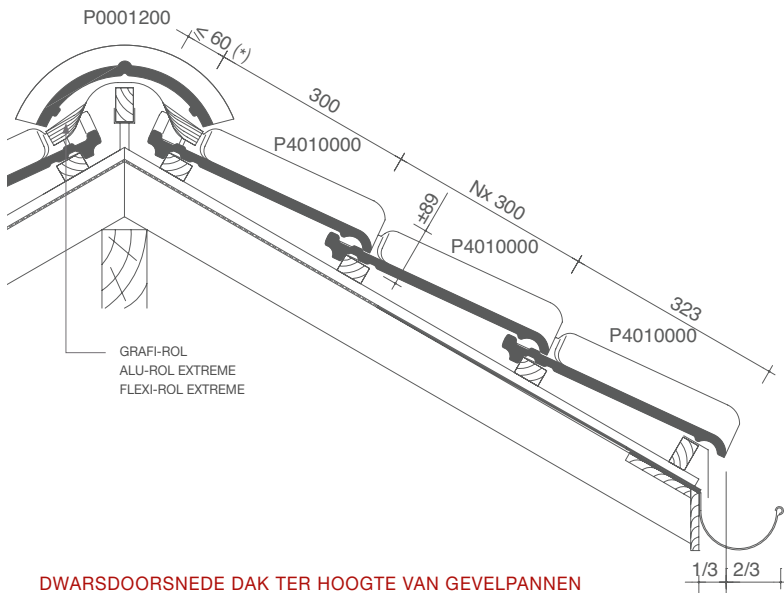 P0001200
≤ 60 (*)
300
P4010000
Nx 300
±89
P4010000
323
P4010000
GRAFI-ROL
ALU-ROL EXTREME
FLEXI-ROL EXTREME
1/3 2/3
DWARSDOORSNEDE DAK TER HOOGTE VAN GEVELPANNEN